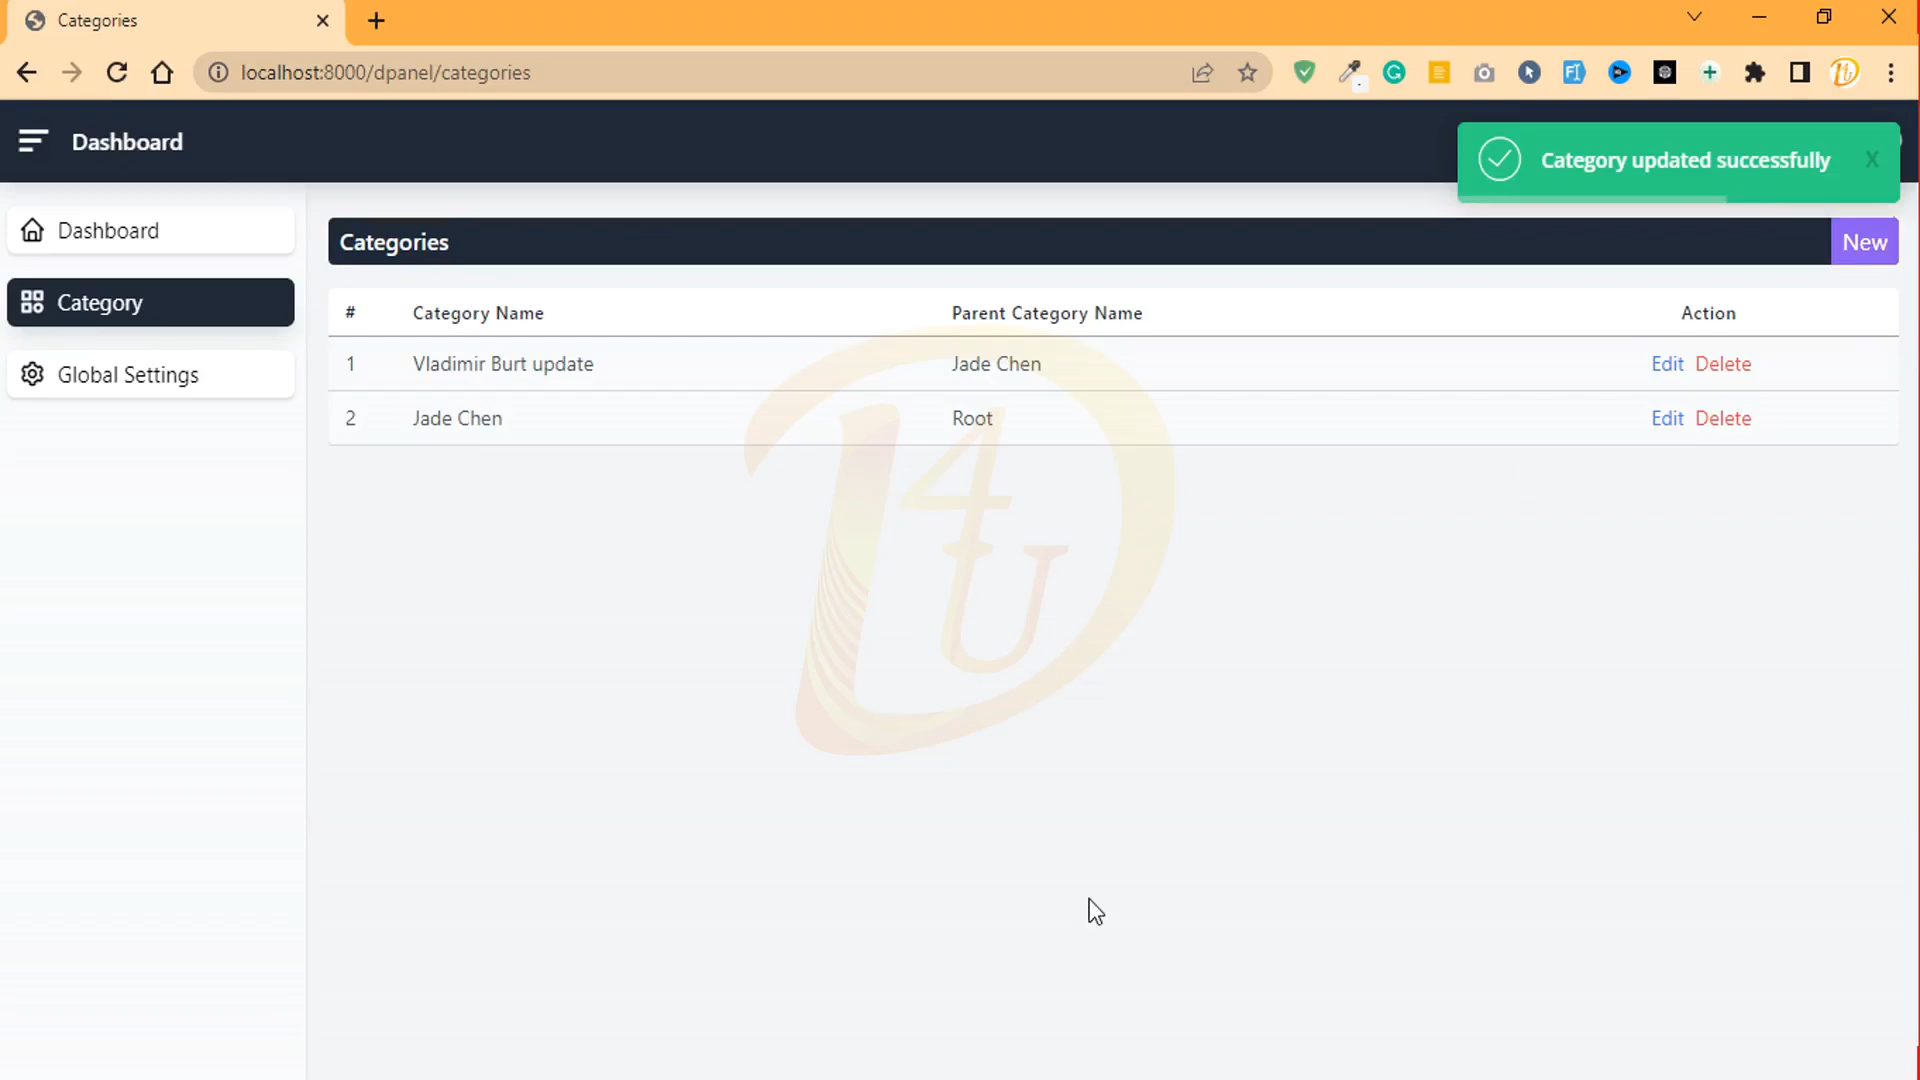 Categories
localhost:8000/dpanel/categories
Dashboard
Category updated successfully X
Dashboard
Category
Global Settings
Categories
New
# Category Name Parent Category Name Action
1 Vladimir Burt update Jade Chen Edit Delete
2 Jade Chen Root Edit Delete
D4U